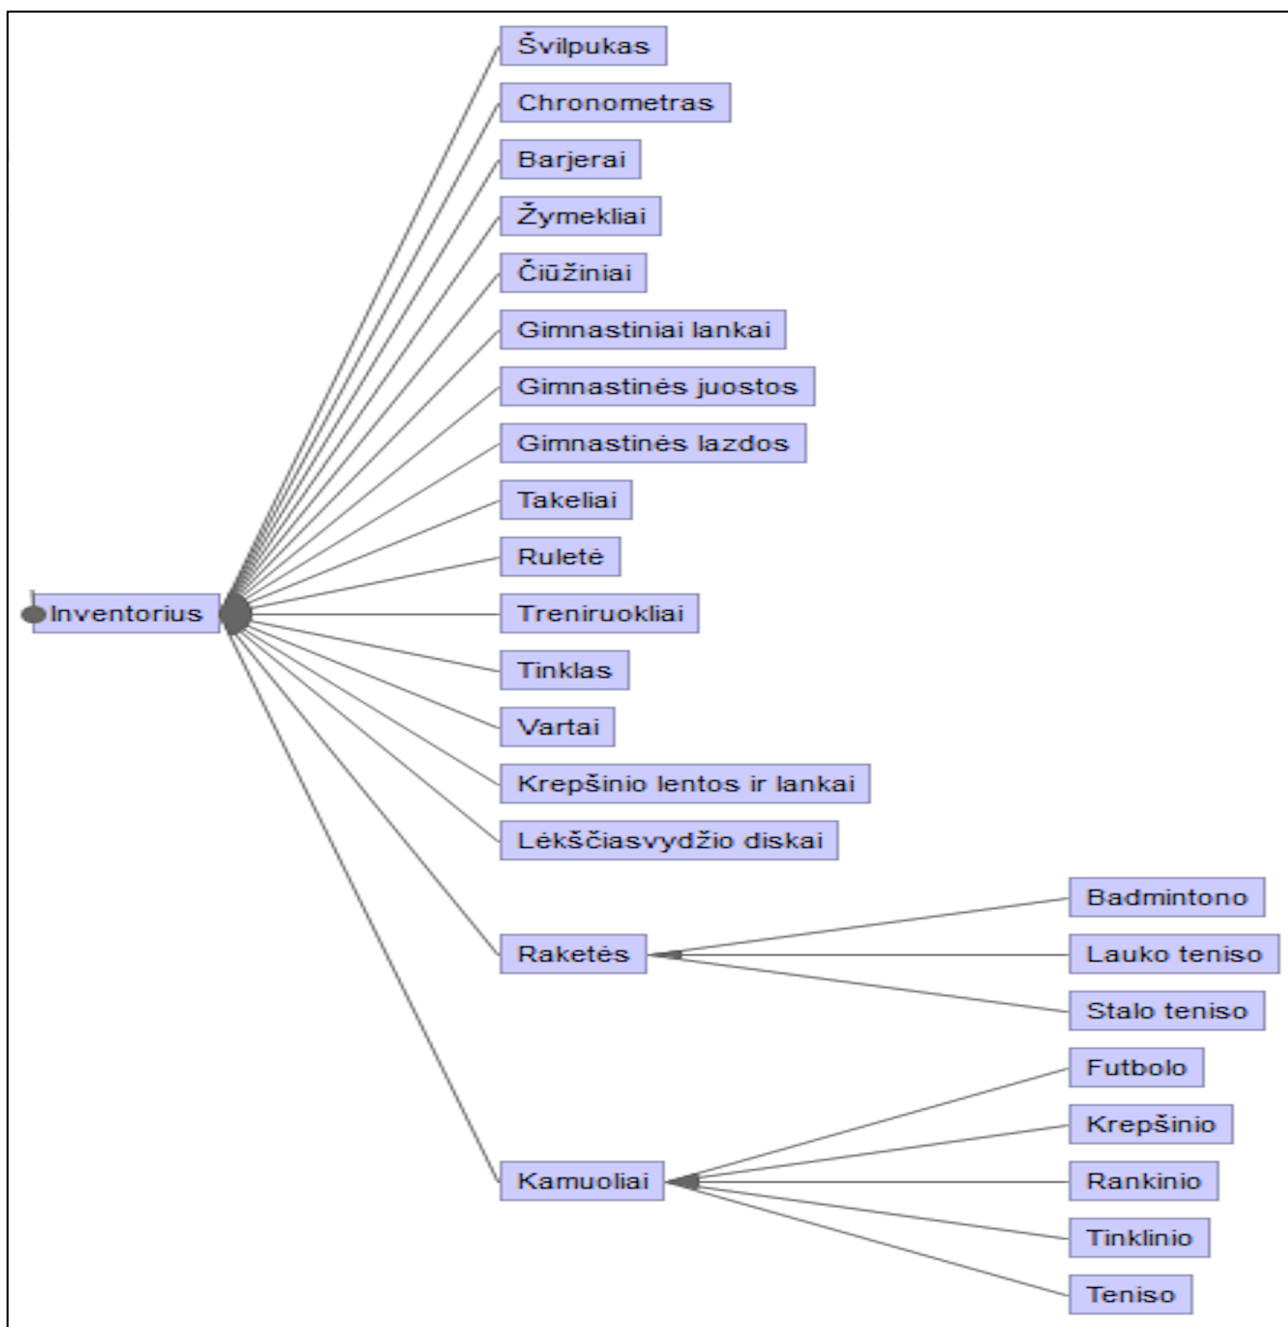 Švilpukas
Chronometras
Barjerai
Žymekliai
Čiūžiniai
Gimnastiniai lankai
Gimnastinės juostos
Gimnastinės lazdos
Takeliai
Ruletė
Inventorius
Treniruokliai
Tinklas
Vartai
Krepšinio lentos ir lankai
Lėkščiasvydžio diskai
Raketės
Badmintono
Lauko teniso
Stalo teniso
Kamuoliai
Futbolo
Krepšinio
Rankinio
Tinklinio
Teniso